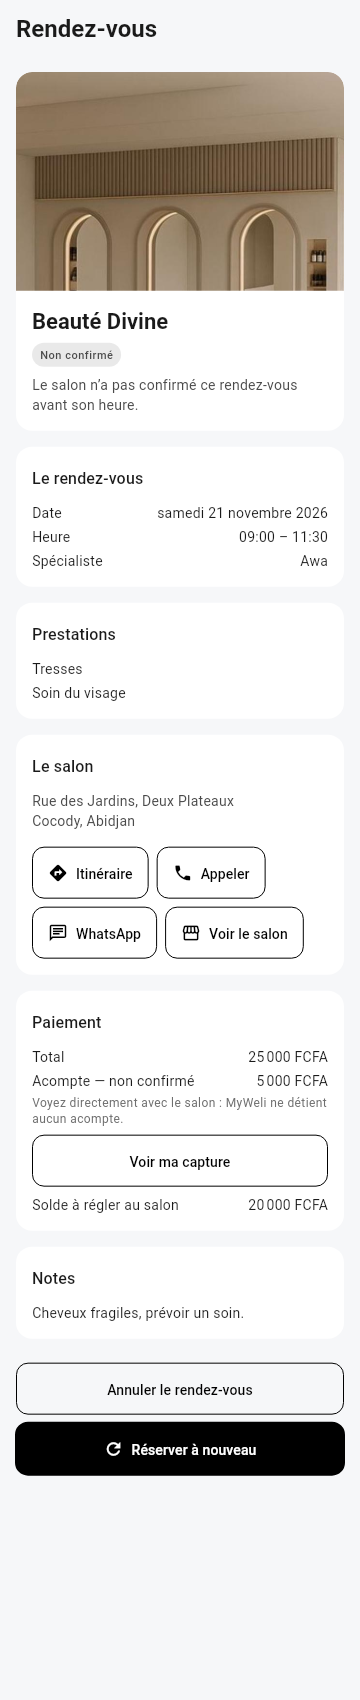 Rendez-vous
Beauté Divine
Non confirmé
Le salon n’a pas confirmé ce rendez-vous
avant son heure.
Le rendez-vous
Date samedi 21 novembre 2026
Heure 09:00 – 11:30
Spécialiste Awa
Prestations
Tresses
Soin du visage
Le salon
Rue des Jardins, Deux Plateaux
Cocody, Abidjan
Itinéraire Appeler
WhatsApp Voir le salon
Paiement
Total 25 000 FCFA
Acompte — non confirmé 5 000 FCFA
Voyez directement avec le salon : MyWeli ne détient
aucun acompte.
Voir ma capture
Solde à régler au salon 20 000 FCFA
Notes
Cheveux fragiles, prévoir un soin.
Annuler le rendez-vous
Réserver à nouveau